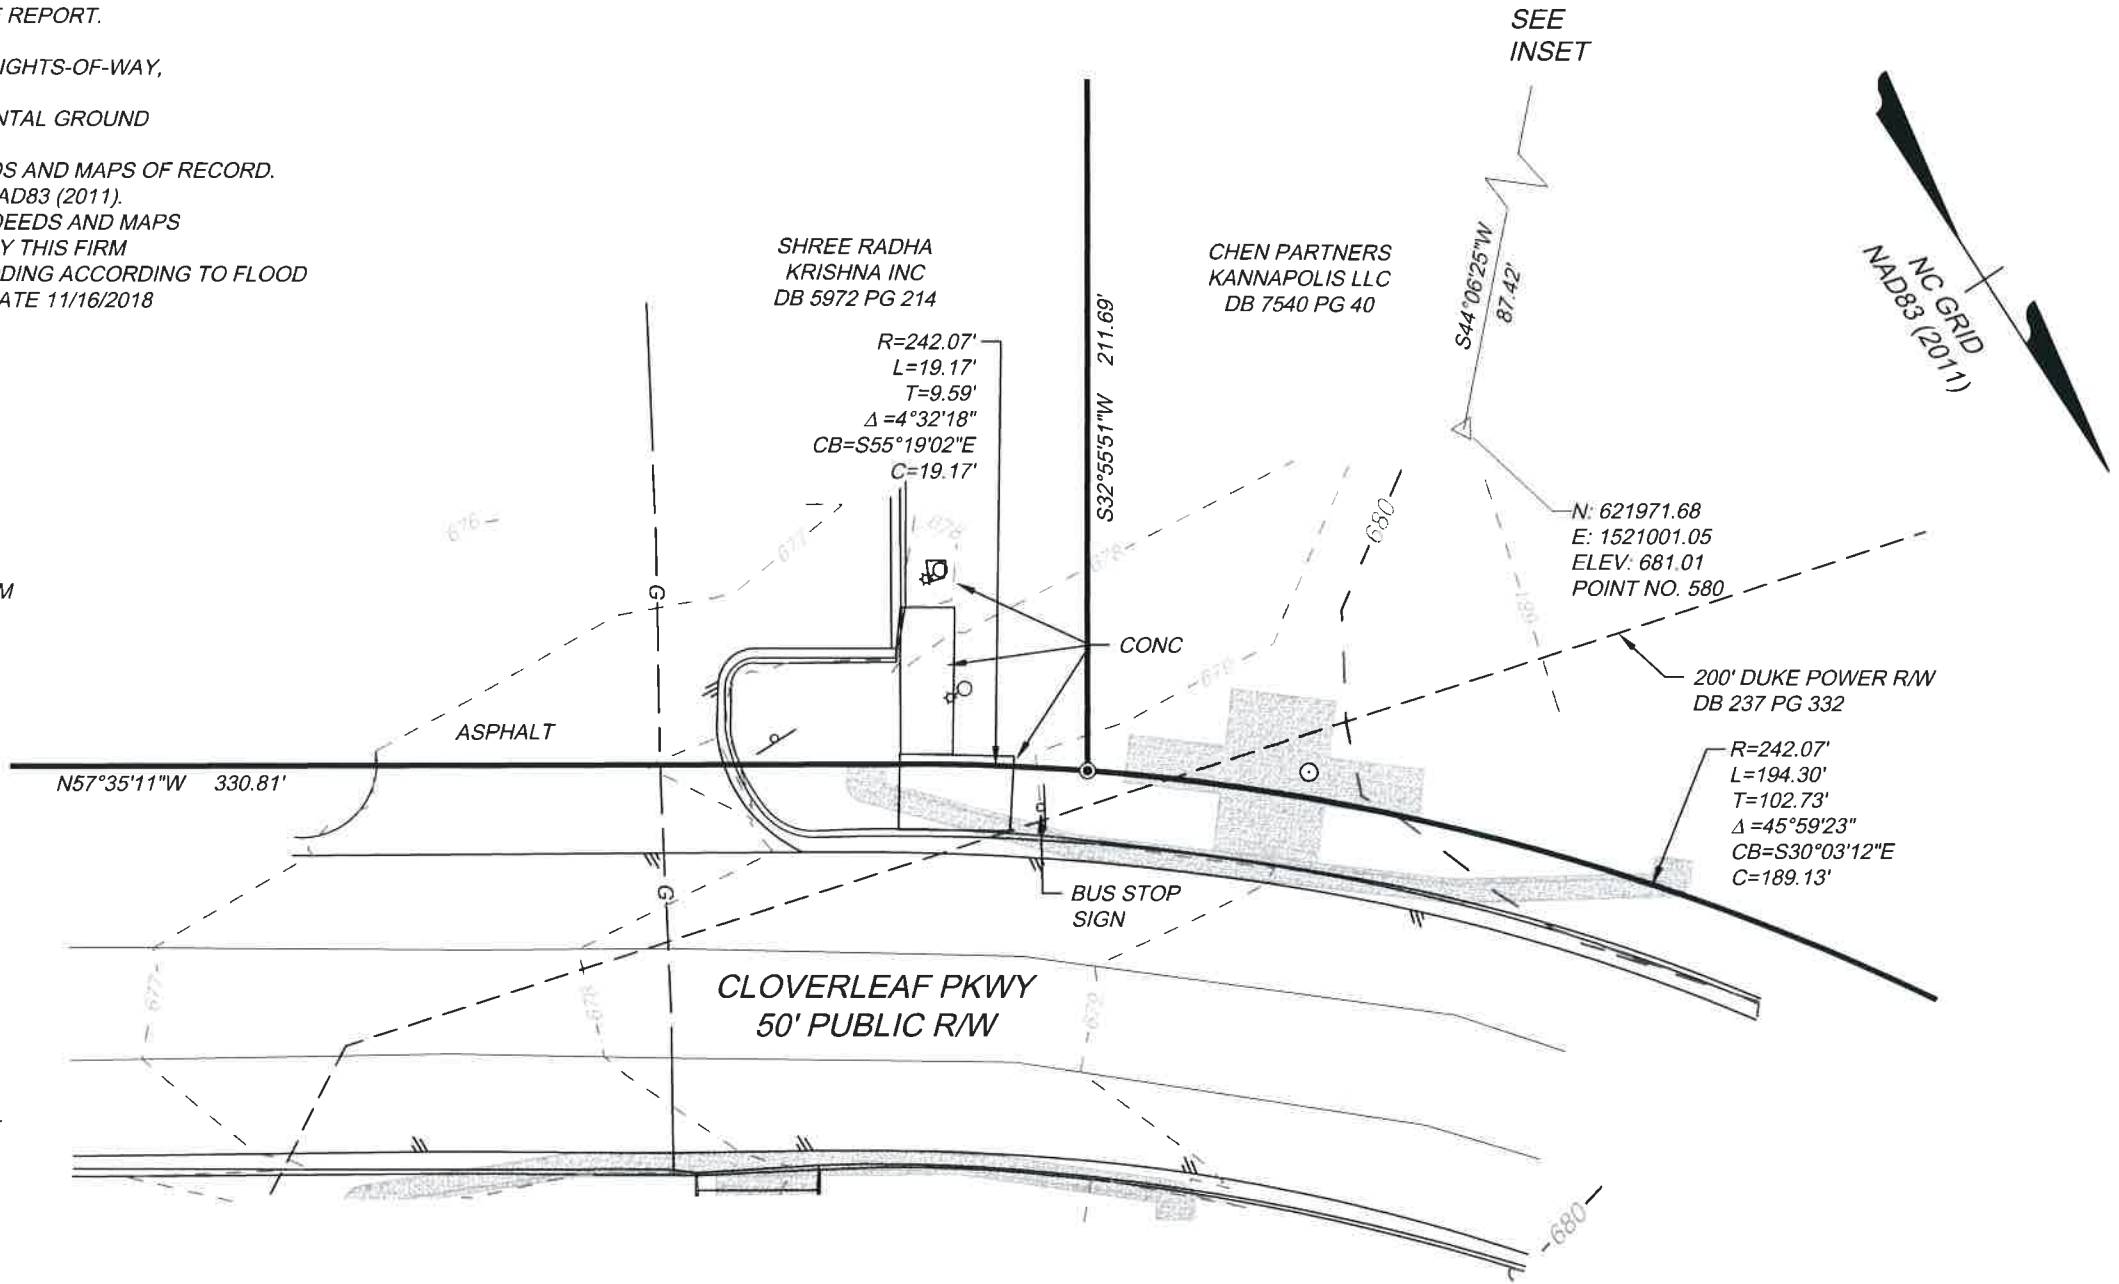 REPORT.
IGHTS-OF-WAY,
NTAL GROUND
DS AND MAPS OF RECORD.
AD83 (2011).
DEEDS AND MAPS
Y THIS FIRM
DING ACCORDING TO FLOOD
ATE 11/16/2018
M
SEE
INSET
SHREE RADHA
KRISHNA INC
DB 5972 PG 214
R=242.07'
L=19.17'
T=9.59'
Δ =4°32'18"
CB=S55°19'02"E
C=19.17'
S32°55'51"W 211.69'
CHEN PARTNERS
KANNAPOLIS LLC
DB 7540 PG 40
S44°06'25"W
87.42'
NC GRID
NAD83 (2011)
N: 621971.68
E: 1521001.05
ELEV: 681.01
POINT NO. 580
676
677
678
678
680
681
G
CONC
679
200' DUKE POWER R/W
DB 237 PG 332
ASPHALT
N57°35'11"W 330.81'
R=242.07'
L=194.30'
T=102.73'
Δ =45°59'23"
CB=S30°03'12"E
C=189.13'
G
BUS STOP
SIGN
677
678
CLOVERLEAF PKWY
50' PUBLIC R/W
679
680